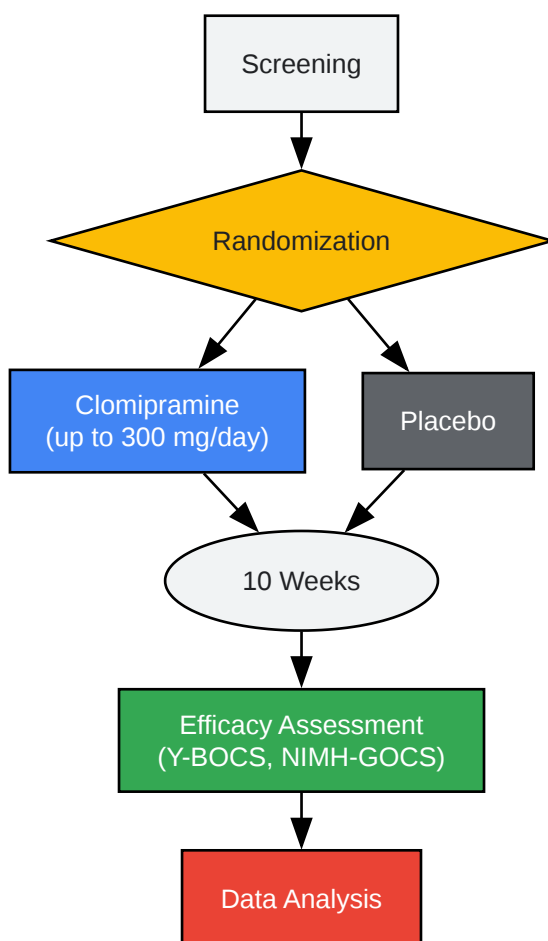 Screening
Randomization
Clomipramine
(up to 300 mg/day)
Placebo
10 Weeks
Efficacy Assessment
(Y-BOCS, NIMH-GOCS)
Data Analysis